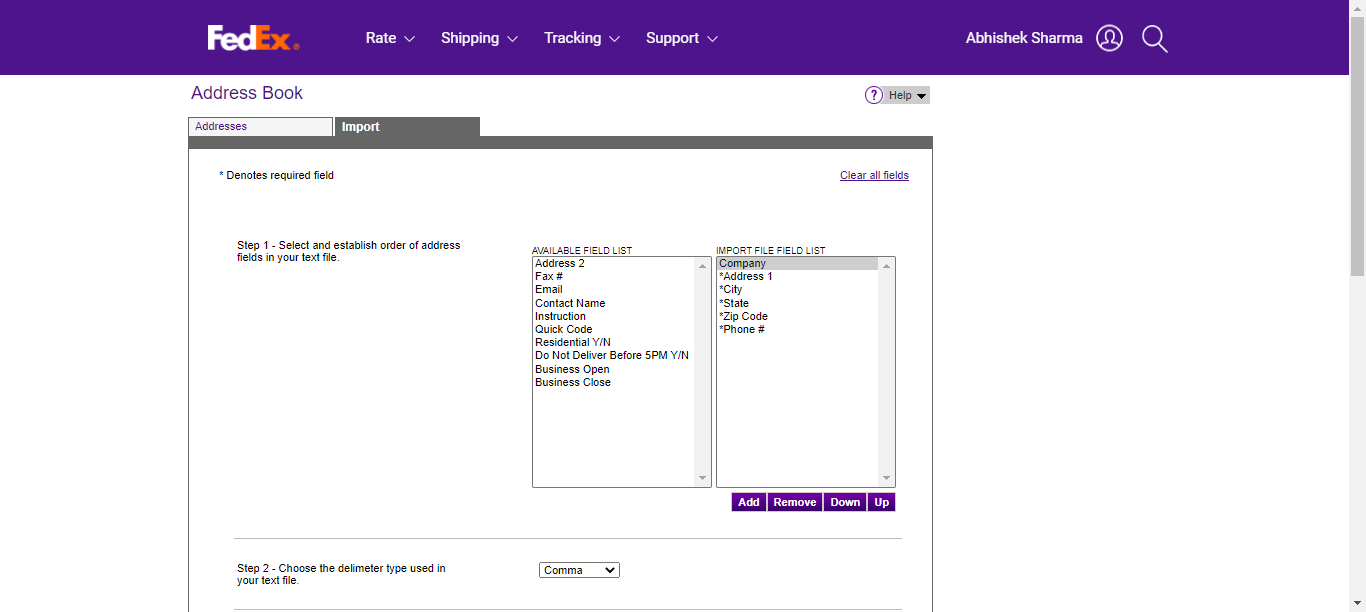 FedEx® Rate Shipping Tracking Support Abhishek Sharma
Address Book
? Help
Addresses Import
* Denotes required field Clear all fields
Step 1 - Select and establish order of address
fields in your text file.
AVAILABLE FIELD LIST
Address 2
Fax #
Email
Contact Name
Instruction
Quick Code
Residential Y/N
Do Not Deliver Before 5PM Y/N
Business Open
Business Close
IMPORT FILE FIELD LIST
Company
*Address 1
*City
*State
*Zip Code
*Phone #
Add Remove Down Up
Step 2 - Choose the delimeter type used in
your text file.
Comma